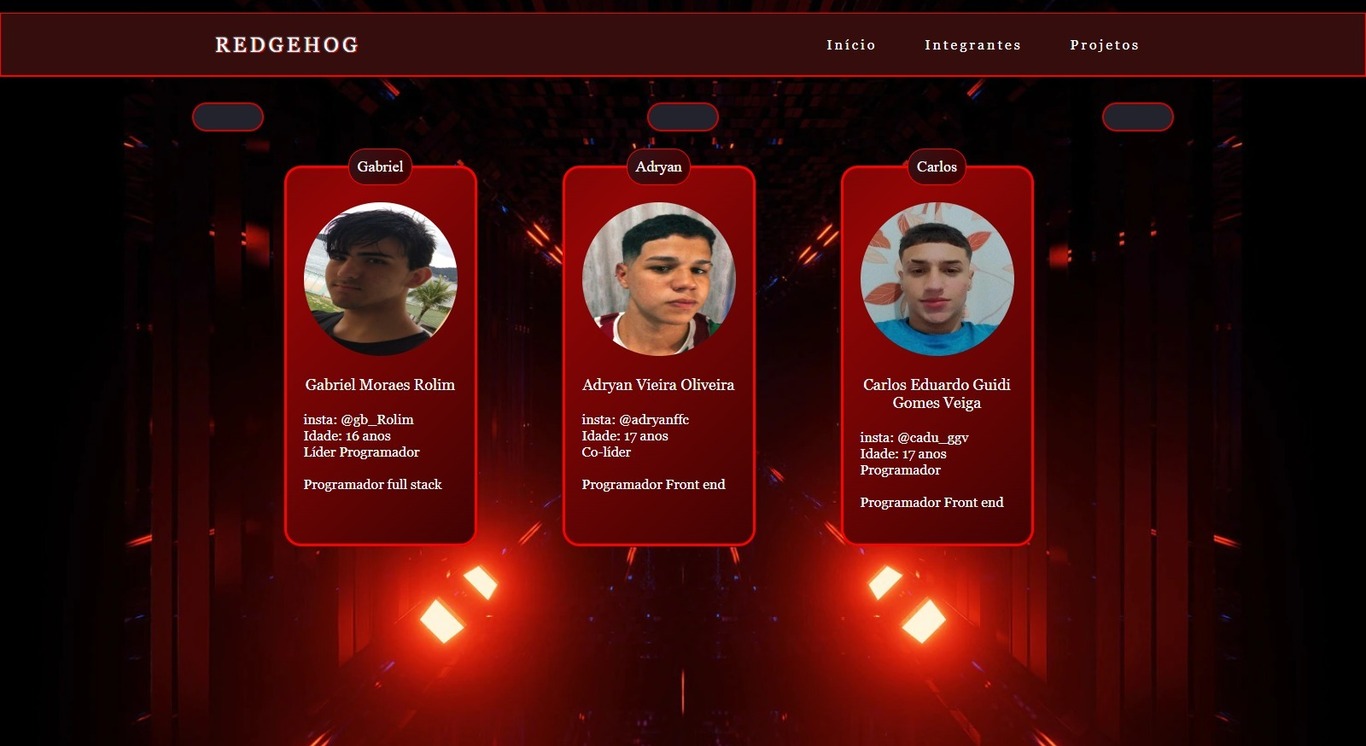 REDGEHOG
Início
Integrantes
Projetos
Gabriel
Gabriel Moraes Rolim
insta: @gb_Rolim
Idade: 16 anos
Líder Programador
Programador full stack
Adryan
Adryan Vieira Oliveira
insta: @adryanffc
Idade: 17 anos
Co-líder
Programador Front end
Carlos
Carlos Eduardo Guidi
Gomes Veiga
insta: @cadu_ggv
Idade: 17 anos
Programador
Programador Front end